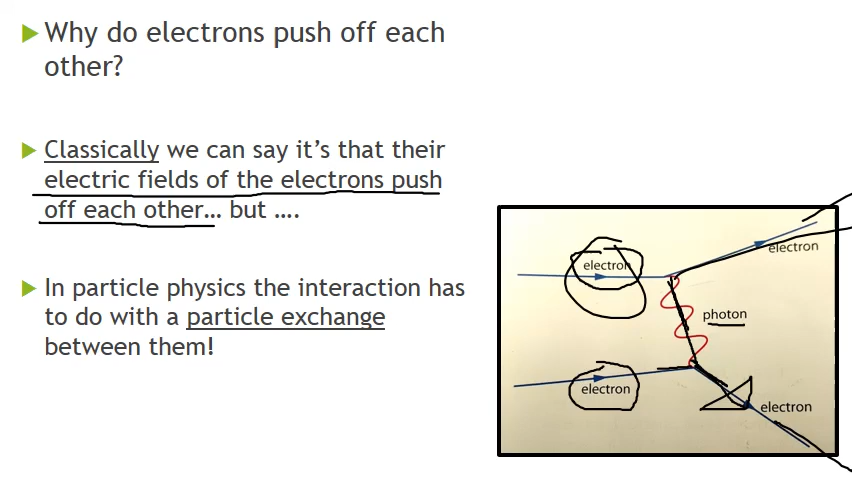 Why do electrons push off each
other?
Classically we can say it's that their
electric fields of the electrons push
off each other… but ….
In particle physics the interaction has
to do with a particle exchange
between them!
electron
electron
photon
electron
electron